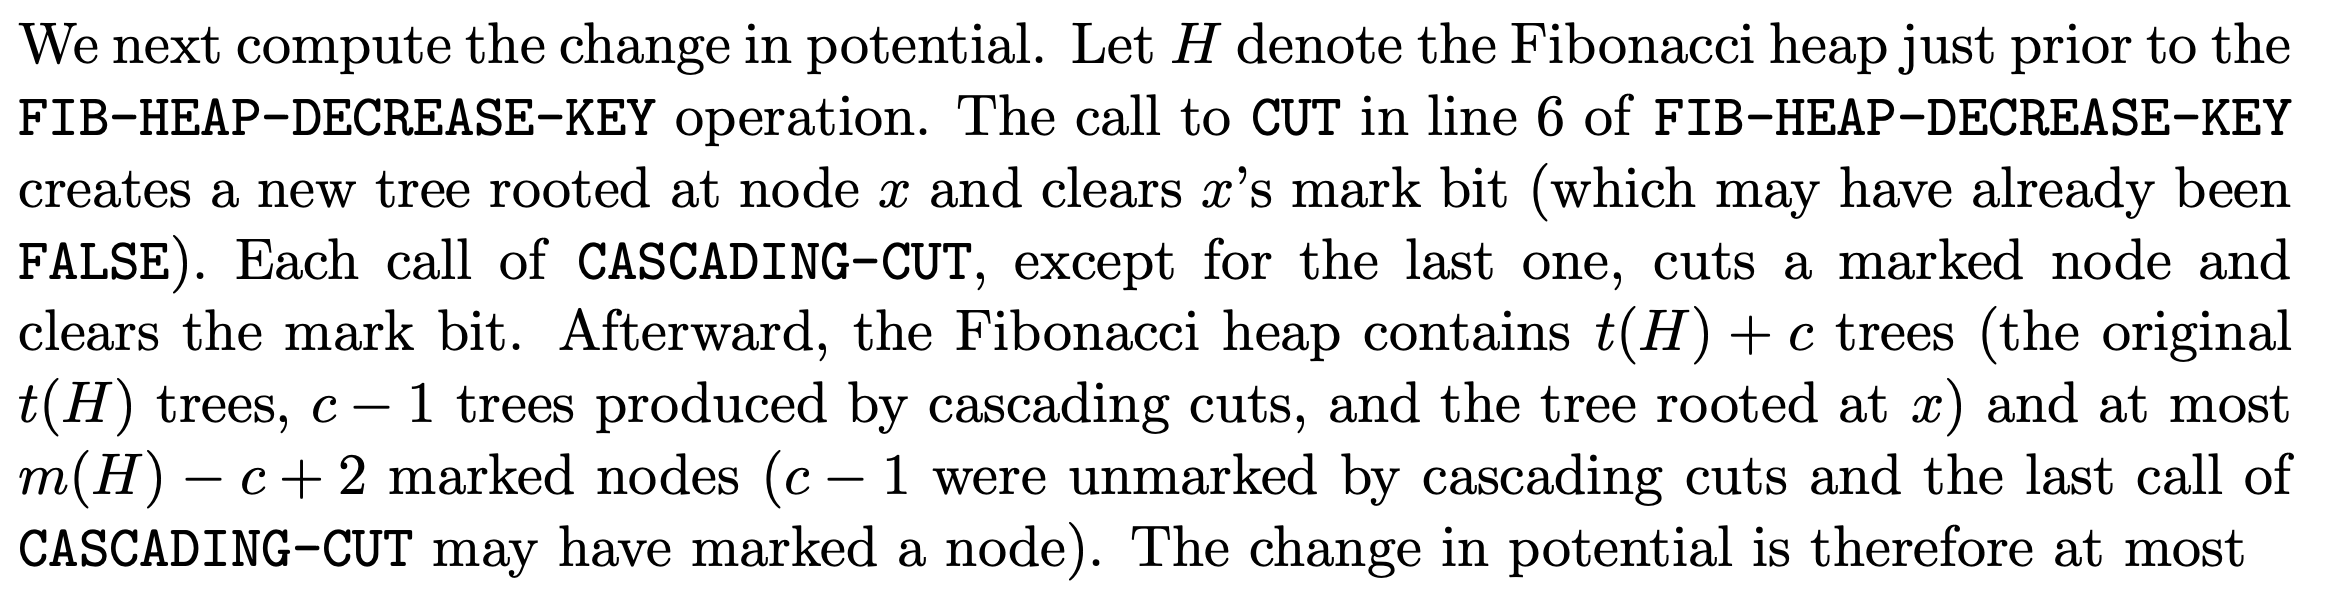 We next compute the change in potential. Let H denote the Fibonacci heap just prior to the
FIB-HEAP-DECREASE-KEY operation. The call to CUT in line 6 of FIB-HEAP-DECREASE-KEY
creates a new tree rooted at node x and clears x’s mark bit (which may have already been
FALSE). Each call of CASCADING-CUT, except for the last one, cuts a marked node and
clears the mark bit. Afterward, the Fibonacci heap contains t(H) + c trees (the original
t(H) trees, c − 1 trees produced by cascading cuts, and the tree rooted at x) and at most
m(H) − c + 2 marked nodes (c − 1 were unmarked by cascading cuts and the last call of
CASCADING-CUT may have marked a node). The change in potential is therefore at most